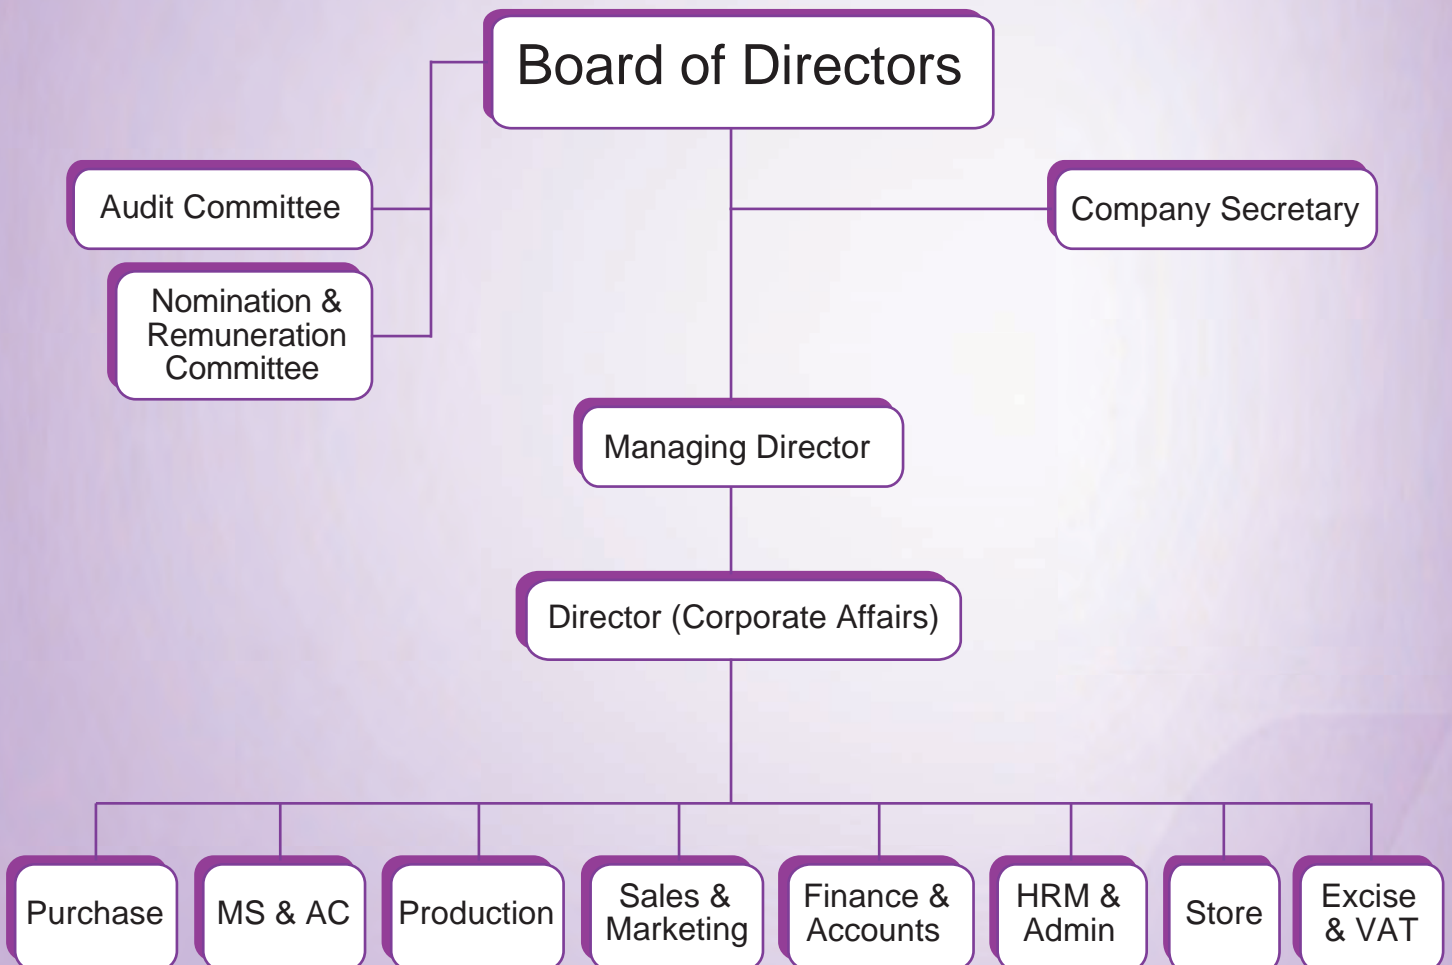 Board of Directors
Audit Committee
Company Secretary
Nomination &
Remuneration
Committee
Managing Director
Director (Corporate Affairs)
Purchase
MS & AC
Production
Sales &
Marketing
Finance &
Accounts
HRM &
Admin
Store
Excise
& VAT